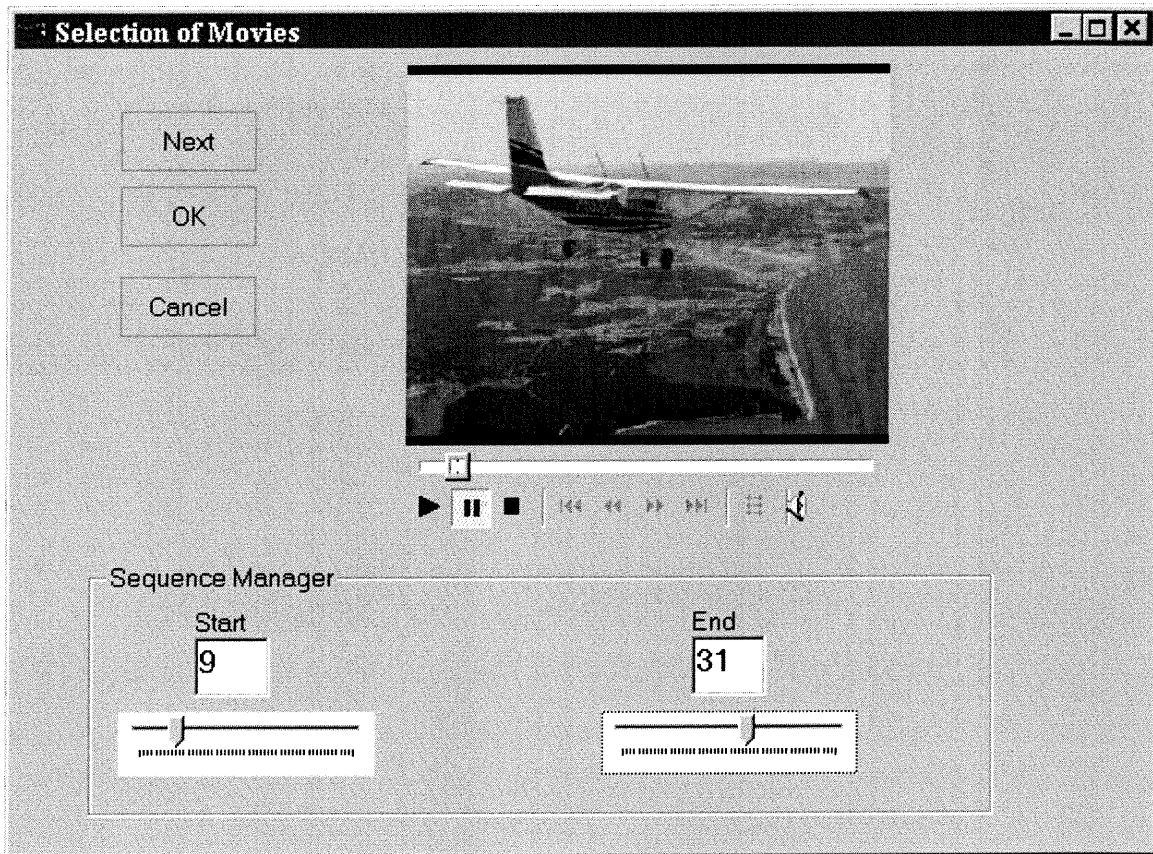 Selection of Movies
Next
OK
Cancel
Sequence Manager
Start
End
9
31